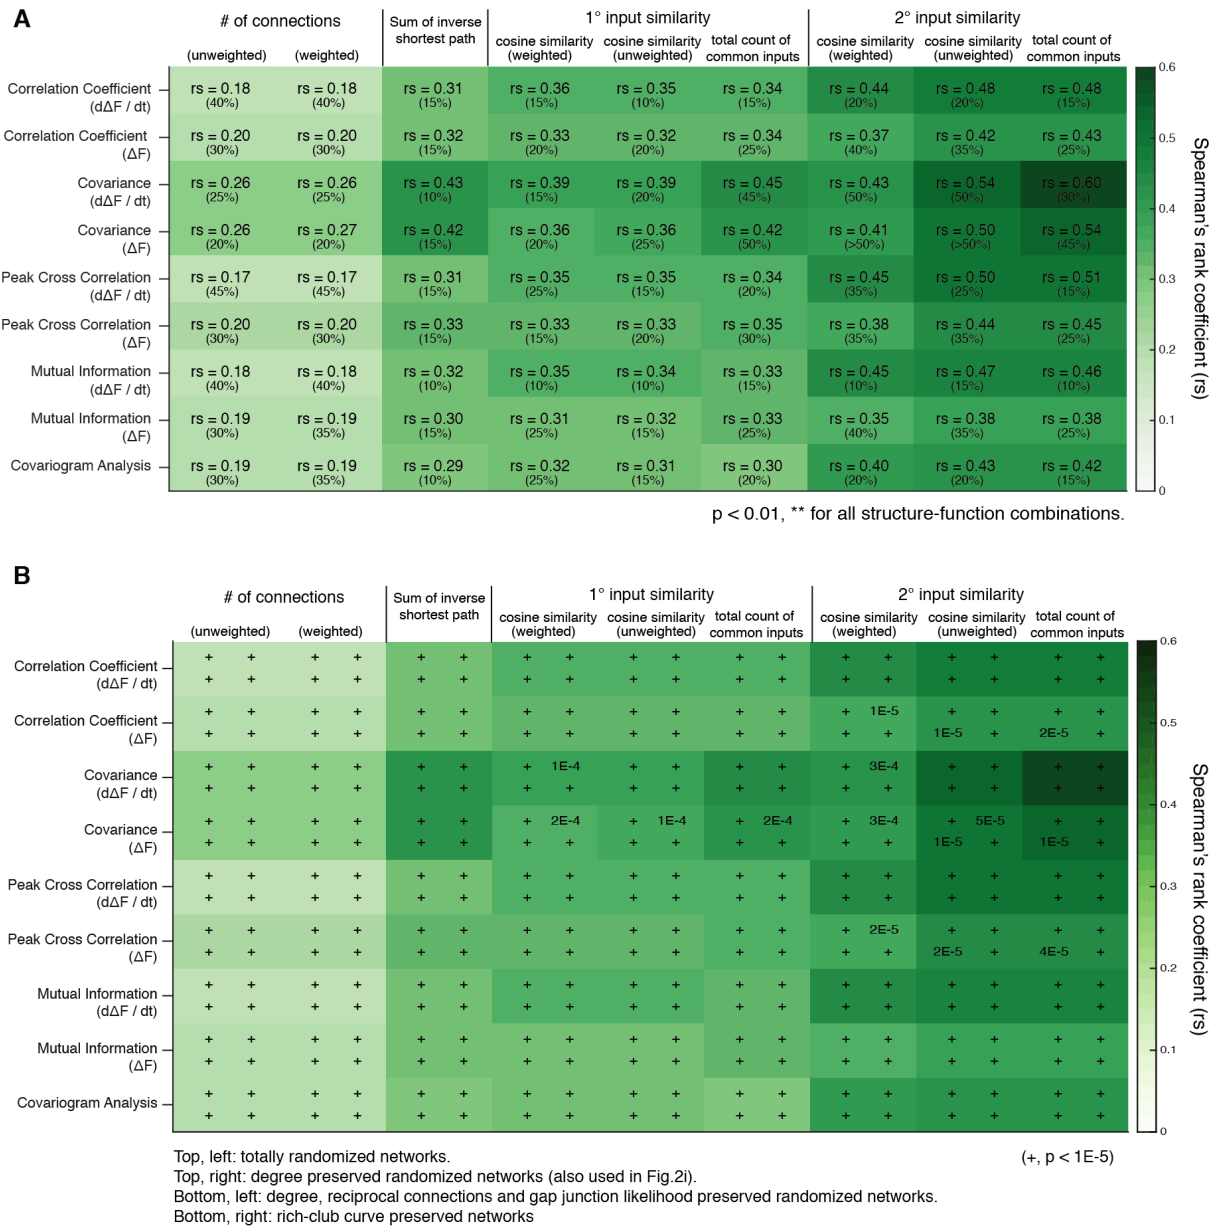 A
# of connections
Sum of inverse
shortest path
1° input similarity
2° input similarity
(unweighted) (weighted)
cosine similarity
(weighted)
cosine similarity
(unweighted)
total count of
common inputs
cosine similarity
(weighted)
cosine similarity
(unweighted)
total count of
common inputs
Correlation Coefficient
(dΔF / dt)
rs = 0.18 rs = 0.18 rs = 0.31 rs = 0.36 rs = 0.35 rs = 0.34 rs = 0.44 rs = 0.48 rs = 0.48
(40%) (40%) (15%) (15%) (10%) (15%) (20%) (20%) (15%)
Correlation Coefficient
(ΔF)
rs = 0.20 rs = 0.20 rs = 0.32 rs = 0.33 rs = 0.32 rs = 0.34 rs = 0.37 rs = 0.42 rs = 0.43
(30%) (30%) (15%) (20%) (20%) (25%) (40%) (35%) (25%)
Covariance
(dΔF / dt)
rs = 0.26 rs = 0.26 rs = 0.43 rs = 0.39 rs = 0.39 rs = 0.45 rs = 0.43 rs = 0.54 rs = 0.60
(25%) (25%) (10%) (15%) (20%) (45%) (50%) (50%) (30%)
Covariance
(ΔF)
rs = 0.26 rs = 0.27 rs = 0.42 rs = 0.36 rs = 0.36 rs = 0.42 rs = 0.41 rs = 0.50 rs = 0.54
(20%) (20%) (15%) (20%) (25%) (50%) (>50%) (>50%) (45%)
Peak Cross Correlation
(dΔF / dt)
rs = 0.17 rs = 0.17 rs = 0.31 rs = 0.35 rs = 0.35 rs = 0.34 rs = 0.45 rs = 0.50 rs = 0.51
(45%) (45%) (15%) (25%) (15%) (20%) (35%) (25%) (15%)
Peak Cross Correlation
(ΔF)
rs = 0.20 rs = 0.20 rs = 0.33 rs = 0.33 rs = 0.33 rs = 0.35 rs = 0.38 rs = 0.44 rs = 0.45
(30%) (30%) (15%) (15%) (20%) (30%) (35%) (35%) (25%)
Mutual Information
(dΔF / dt)
rs = 0.18 rs = 0.18 rs = 0.32 rs = 0.35 rs = 0.34 rs = 0.33 rs = 0.45 rs = 0.47 rs = 0.46
(40%) (40%) (10%) (10%) (10%) (15%) (10%) (15%) (10%)
Mutual Information
(ΔF)
rs = 0.19 rs = 0.19 rs = 0.30 rs = 0.31 rs = 0.32 rs = 0.33 rs = 0.35 rs = 0.38 rs = 0.38
(30%) (35%) (15%) (25%) (15%) (25%) (40%) (35%) (25%)
Covariogram Analysis
rs = 0.19 rs = 0.19 rs = 0.29 rs = 0.32 rs = 0.31 rs = 0.30 rs = 0.40 rs = 0.43 rs = 0.42
(30%) (35%) (10%) (25%) (15%) (20%) (20%) (20%) (15%)
0.6
0.5
0.4
0.3
0.2
0.1
0
Spearman's rank coefficient (rs)
p < 0.01, ** for all structure-function combinations.
B
# of connections
Sum of inverse
shortest path
1° input similarity
2° input similarity
(unweighted) (weighted)
cosine similarity
(weighted)
cosine similarity
(unweighted)
total count of
common inputs
cosine similarity
(weighted)
cosine similarity
(unweighted)
total count of
common inputs
Correlation Coefficient
(dΔF / dt)
+ + + + + + + + + + + + + + + + + +
+ + + + + + + + + + + + + + + + + +
Correlation Coefficient
(ΔF)
+ + + + + + + + + + + + + 1E-5 + + + +
+ + + + + + + + + + + + + + 1E-5 + 2E-5 +
Covariance
(dΔF / dt)
+ + + + + + + 1E-4 + + + + + 3E-4 + + + +
+ + + + + + + + + + + + + + + + + +
Covariance
(ΔF)
+ + + + + + + 2E-4 + 1E-4 + 2E-4 + 3E-4 + 5E-5 + +
+ + + + + + + + + + + + + + 1E-5 + 1E-5 +
Peak Cross Correlation
(dΔF / dt)
+ + + + + + + + + + + + + + + + + +
+ + + + + + + + + + + + + + + + + +
Peak Cross Correlation
(ΔF)
+ + + + + + + + + + + + + 2E-5 + + + +
+ + + + + + + + + + + + + + 2E-5 + 4E-5 +
Mutual Information
(dΔF / dt)
+ + + + + + + + + + + + + + + + + +
+ + + + + + + + + + + + + + + + + +
Mutual Information
(ΔF)
+ + + + + + + + + + + + + + + + + +
+ + + + + + + + + + + + + + + + + +
Covariogram Analysis
+ + + + + + + + + + + + + + + + + +
+ + + + + + + + + + + + + + + + + +
0.6
0.5
0.4
0.3
0.2
0.1
0
Spearman's rank coefficient (rs)
Top, left: totally randomized networks.
(+, p < 1E-5)
Top, right: degree preserved randomized networks (also used in Fig.2i).
Bottom, left: degree, reciprocal connections and gap junction likelihood preserved randomized networks.
Bottom, right: rich-club curve preserved networks